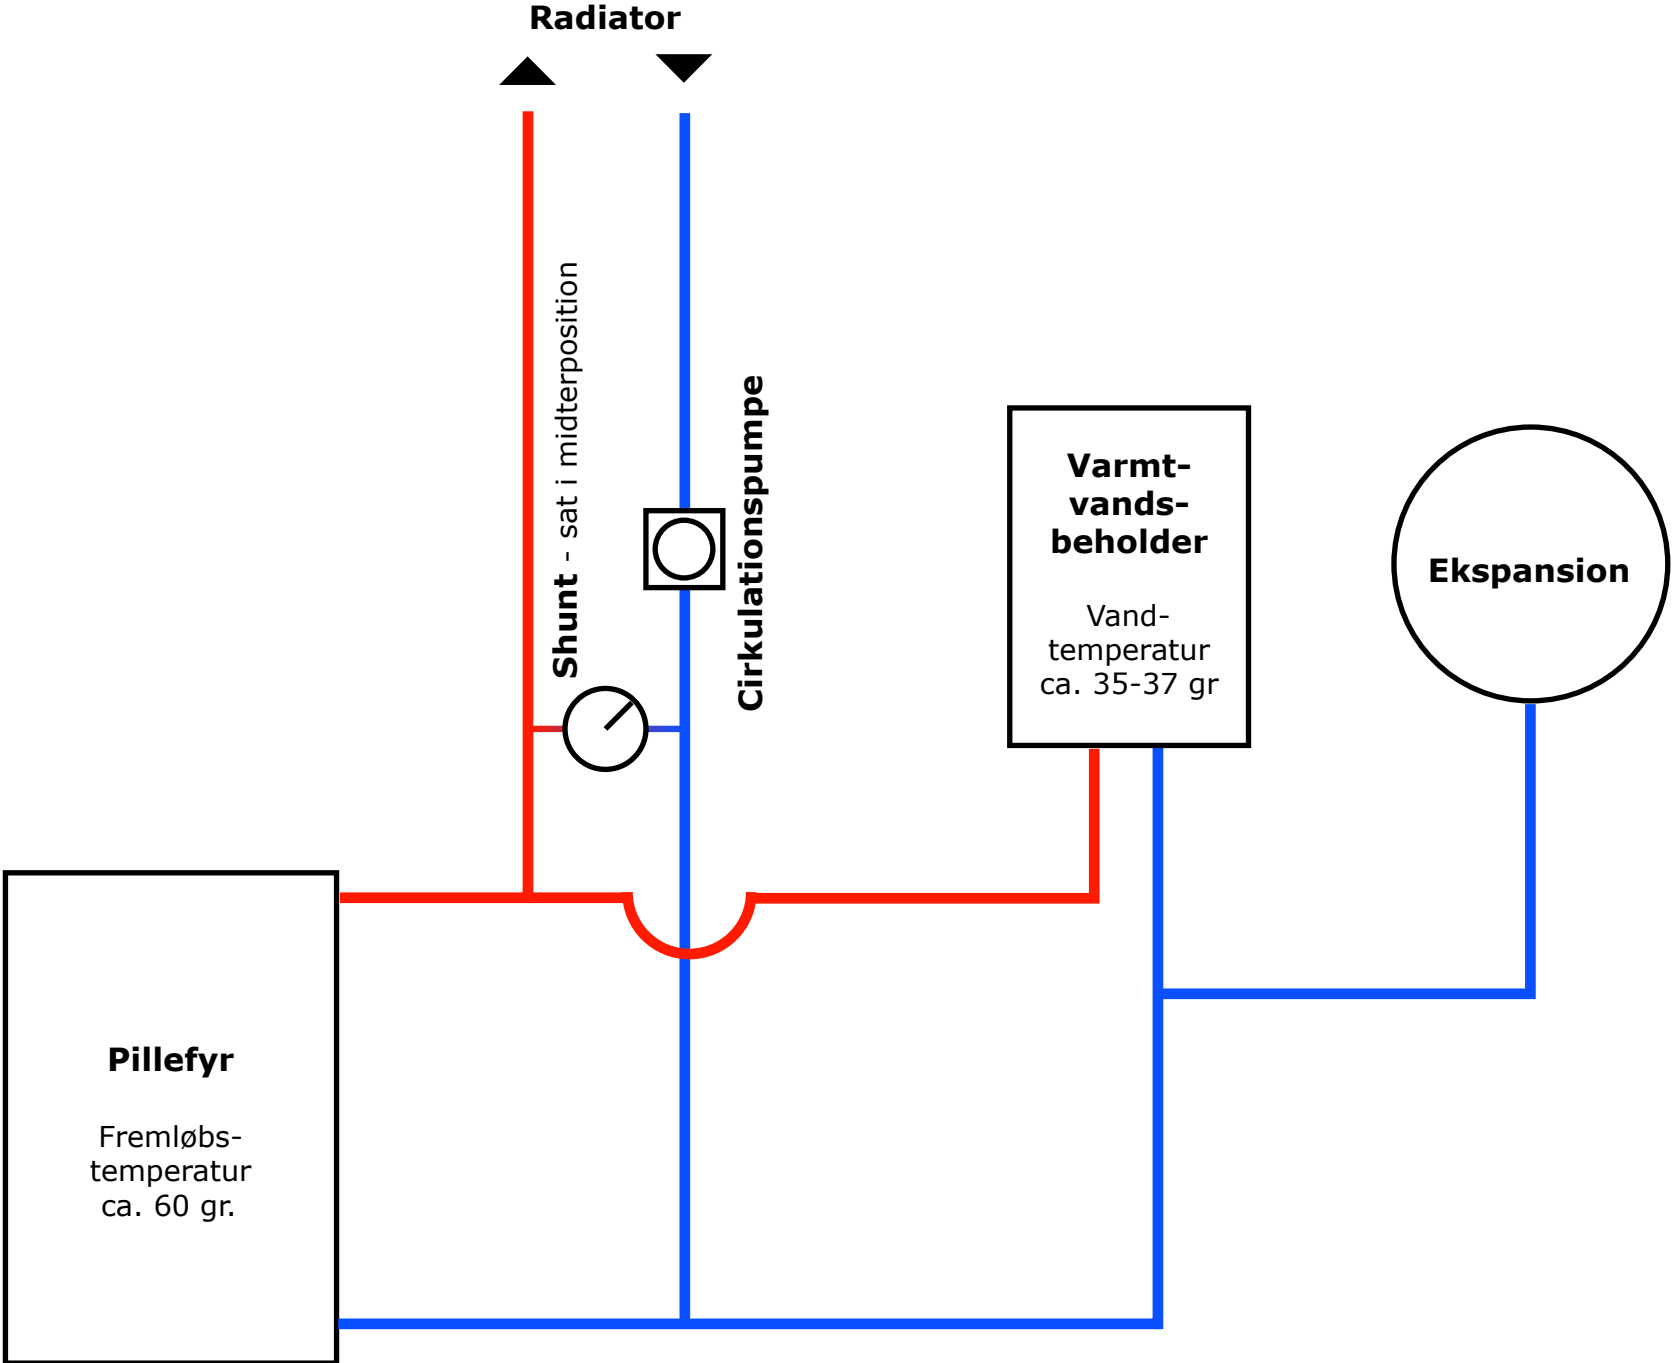 Radiator
Shunt - sat i midterposition
Cirkulationspumpe
Varmt-
vands-
beholder
Vand-
temperatur
ca. 35-37 gr
Ekspansion
Pillefyr
Fremløbs-
temperatur
ca. 60 gr.